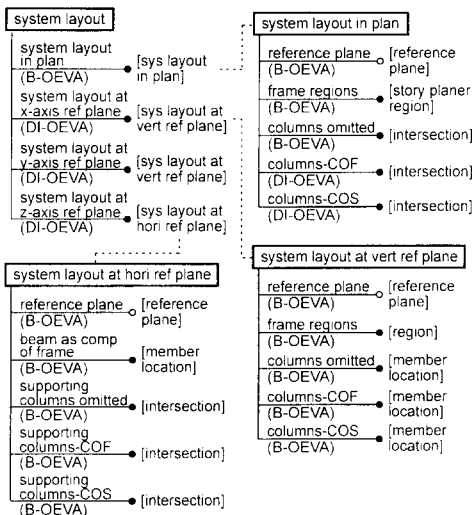 system layout
system layout
in plan
(B-OEVA)
[sys layout
in plan]
system layout at
x-axis ref plane
(DI-OEVA)
[sys layout at
vert ref plane]
system layout at
y-axis ref plane
(DI-OEVA)
[sys layout at
vert ref plane]
system layout at
z-axis ref plane
(DI-OEVA)
[sys layout at
hori ref plane]
system layout in plan
reference plane
(B-OEVA)
[reference
plane]
frame regions
(B-OEVA)
[story planer
region]
columns omitted
(B-OEVA)
[intersection]
columns-COF
(DI-OEVA)
[intersection]
columns-COS
(DI-OEVA)
[intersection]
system layout at hori ref plane
reference plane
(B-OEVA)
[reference
plane]
beam as comp
of frame
(B-OEVA)
[member
location]
supporting
columns omitted
(B-OEVA)
[intersection]
supporting
columns-COF
(B-OEVA)
[intersection]
supporting
columns-COS
(B-OEVA)
[intersection]
system layout at vert ref plane
reference plane
(B-OEVA)
[reference
plane]
frame regions
(B-OEVA)
[region]
columns omitted
(B-OEVA)
[member
location]
columns-COF
(B-OEVA)
[member
location]
columns-COS
(B-OEVA)
[member
location]